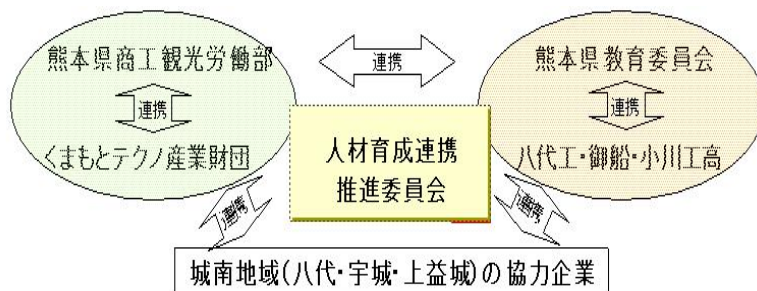 熊本県商工観光労働部
連携
熊本県教育委員会
連携
連携
くまもとテクノ産業財団
人材育成連携
推進委員会
八代工・御船・小川工高
連携
連携
城南地域(八代・宇城・上益城)の協力企業